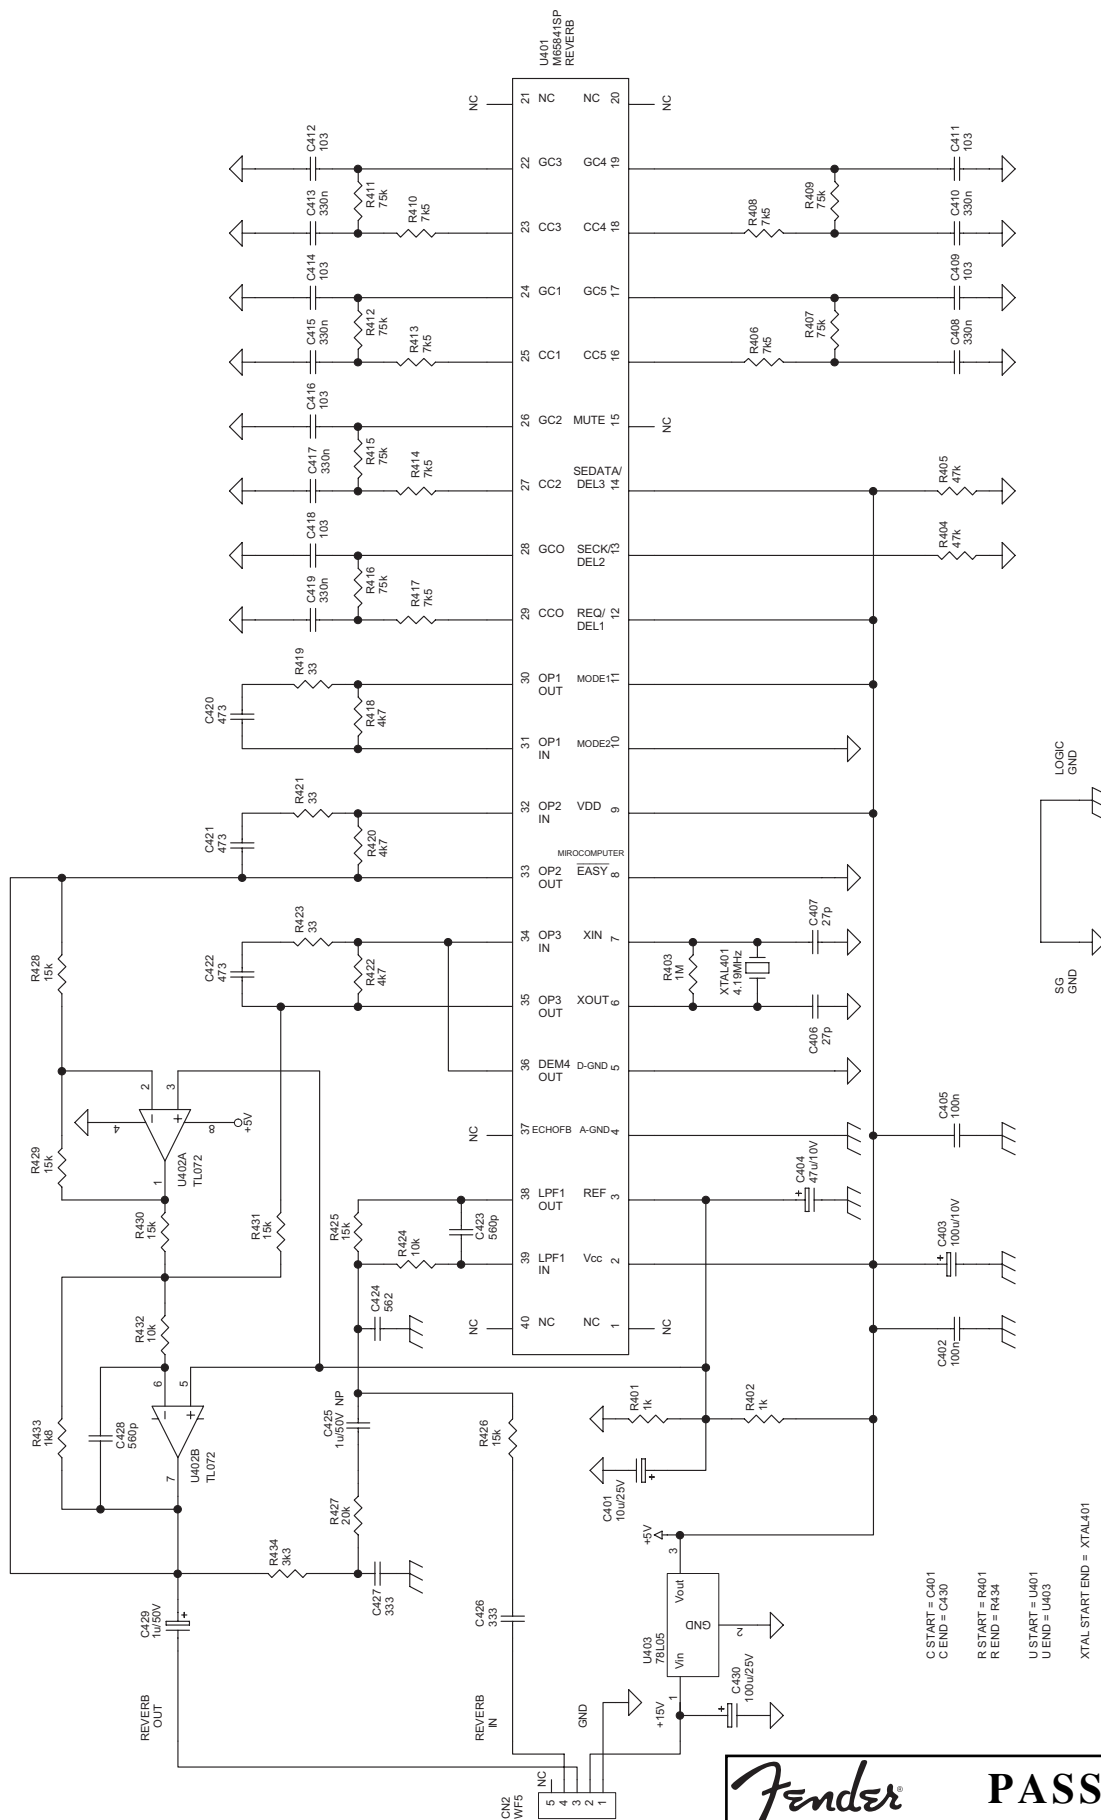 U401
M65841SP
REVERB
NC
NC
21 NC
NC 20
C412
103
C411
103
22 GC3
GC4 19
R411
75k
R409
75k
C413
330n
C410
330n
R410
7k5
R408
7k5
23 CC3
CC4 18
C414
103
C409
103
24 GC1
GC5 17
R412
75k
R407
75k
C415
330n
C408
330n
R413
7k5
R406
7k5
25 CC1
CC5 16
C416
103
26 GC2
MUTE 15
NC
R415
75k
C417
330n
R414
7k5
27 CC2
SEDATA/
DEL3 14
R405
47k
C418
103
28 GCO
SECK/
DEL2 13
R404
47k
R416
75k
C419
330n
R417
7k5
29 CCO
REQ/
DEL1 12
R419
33
30 OP1
OUT
MODE1 11
C420
473
R418
4k7
31 OP1
IN
MODE2 10
R421
33
32 OP2
IN
VDD 9
C421
473
R420
4k7
MIROCOMPUTER
33 OP2
OUT
EASY 8
R423
33
34 OP3
IN
XIN 7
C407
27p
R428
15k
C422
473
R422
4k7
R403
1M
XTAL401
4.19MHz
35 OP3
OUT
XOUT 6
C406
27p
36 DEM4
OUT
D-GND 5
2
3
4
8
+5V
1
U402A
TL072
R429
15k
NC
37 ECHOFB
A-GND 4
C405
100n
R430
15k
R431
15k
R425
15k
38 LPF1
OUT
REF 3
C404
47u/10V
+
C423
560p
R424
10k
39 LPF1
IN
Vcc 2
C403
100u/10V
+
C424
562
R432
10k
NC
40 NC
NC 1
NC
C402
100n
6
5
7
U402B
TL072
R433
1k8
C428
560p
C425
1u/50V NP
R426
15k
R401
1k
R402
1k
C401
10u/25V
+
R427
20k
R434
3k3
C427
333
C426
333
+5V
3
Vout
GND
2
Vin
1
U403
78L05
C429
1u/50V
+
+15V
C430
100u/25V
+
REVERB
OUT
REVERB
IN
GND
NC
5
4
3
2
1
CN2
WF5
LOGIC
GND
SG
GND
C START = C401
C END = C430
R START = R401
R END = R434
U START = U401
U END = U403
XTAL START END = XTAL401
Fender®
PASS